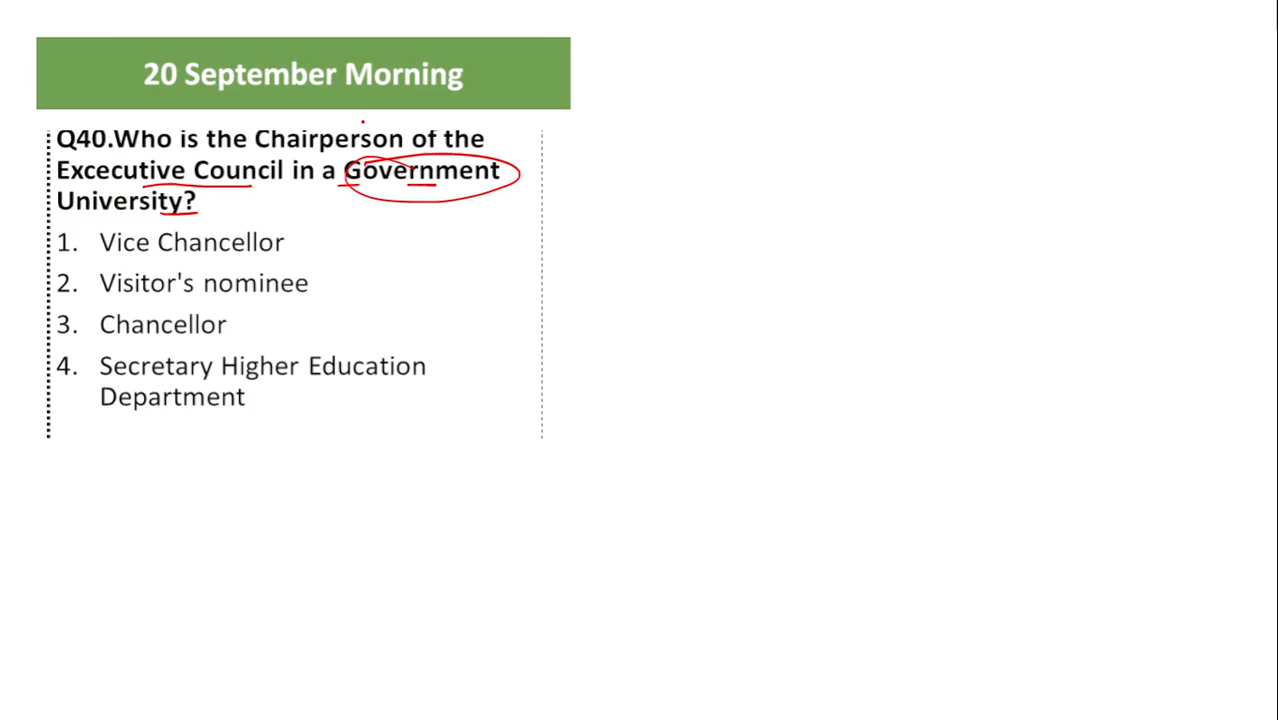 20 September Morning
Q40.Who is the Chairperson of the
Excecutive Council in a Government
University?
1. Vice Chancellor
2. Visitor's nominee
3. Chancellor
4. Secretary Higher Education
Department